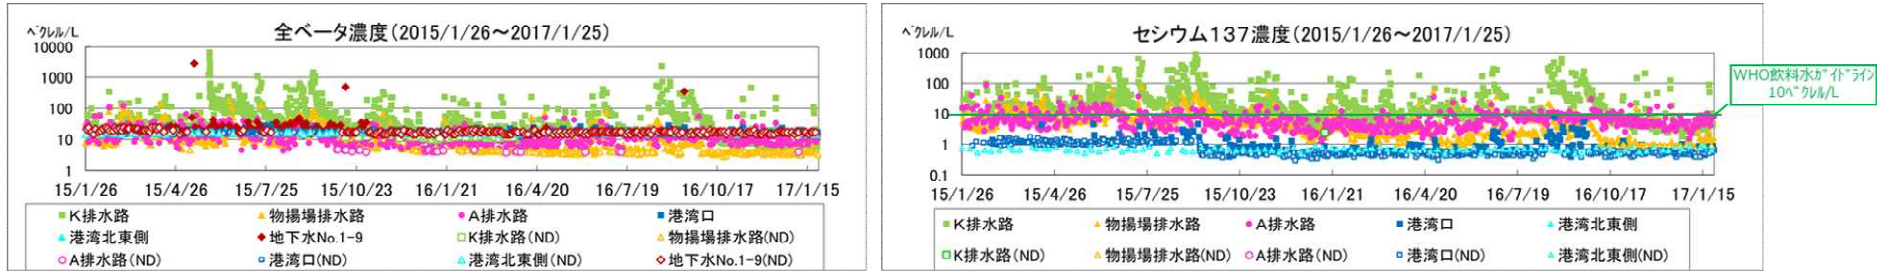 全ベータ濃度(2015/1/26～2017/1/25)
ﾍﾞｸﾚﾙ/L
10000
1000
100
10
1
15/1/26 15/4/26 15/7/25 15/10/23 16/1/21 16/4/20 16/7/19 16/10/17 17/1/15
K排水路 物揚場排水路 A排水路 港湾口
港湾北東側 地下水No.1-9 K排水路(ND) 物揚場排水路(ND)
A排水路(ND) 港湾口(ND) 港湾北東側(ND) 地下水No.1-9(ND)
セシウム１３７濃度(2015/1/26～2017/1/25)
ﾍﾞｸﾚﾙ/L
1000
100
10
1
0.1
WHO飲料水ｶﾞｲﾄﾞﾗｲﾝ
10ﾍﾞｸﾚﾙ/L
15/1/26 15/4/26 15/7/25 15/10/23 16/1/21 16/4/20 16/7/19 16/10/17 17/1/15
K排水路 物揚場排水路 A排水路 港湾口 港湾北東側
K排水路(ND) 物揚場排水路(ND) A排水路(ND) 港湾口(ND) 港湾北東側(ND)